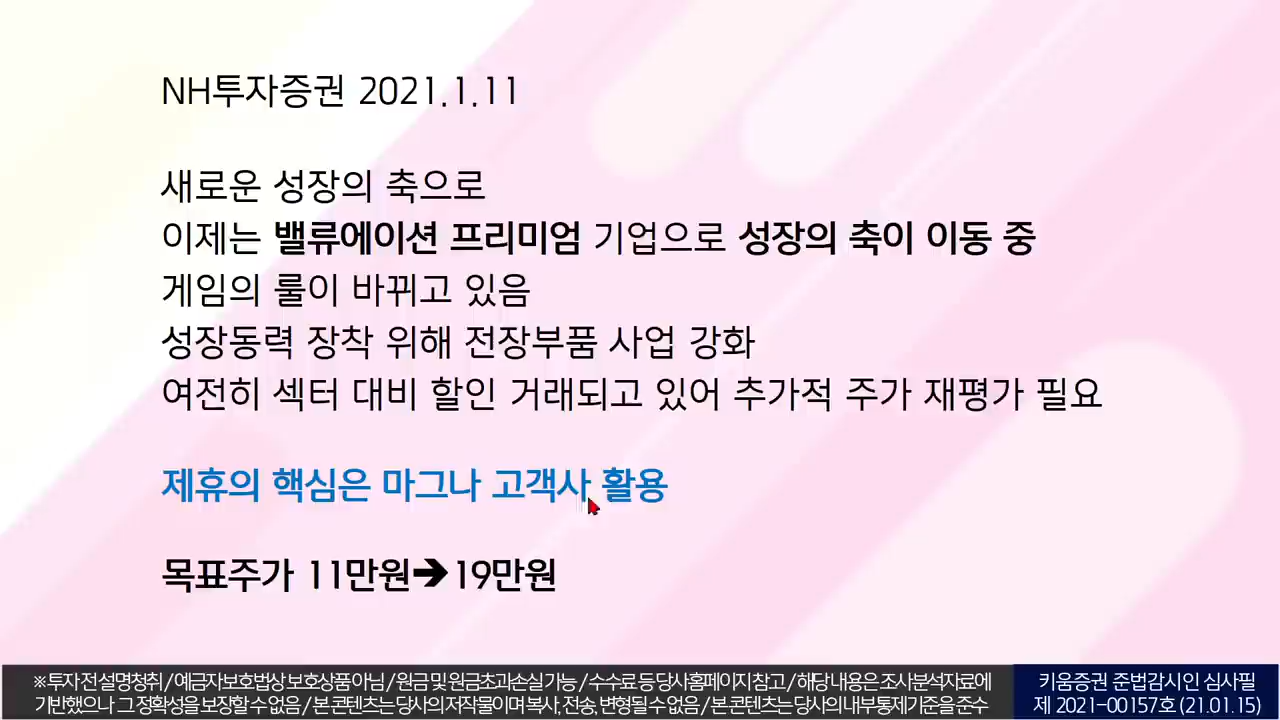 NH투자증권 2021.1.11
새로운 성장의 축으로
이제는 밸류에이션 프리미엄 기업으로 성장의 축이 이동 중
게임의 룰이 바뀌고 있음
성장동력 장착 위해 전장부품 사업 강화
여전히 섹터 대비 할인 거래되고 있어 추가적 주가 재평가 필요
제휴의 핵심은 마그나 고객사 활용
목표주가 11만원➔19만원
※ 투자 전 설명청취 / 예금자보호법상 보호상품 아님 / 원금 및 원금초과손실 가능 / 수수료 등 당사홈페이지 참고 / 해당 내용은 조사분석자료에
기반했으나 그 정확성을 보장할 수 없음 / 본 콘텐츠는 당사의 저작물이며 복사, 전송, 변형될 수 없음 / 본 콘텐츠는 당사의 내부통제기준을 준수
키움증권 준법감시인 심사필
제 2021-00157호 (21.01.15)